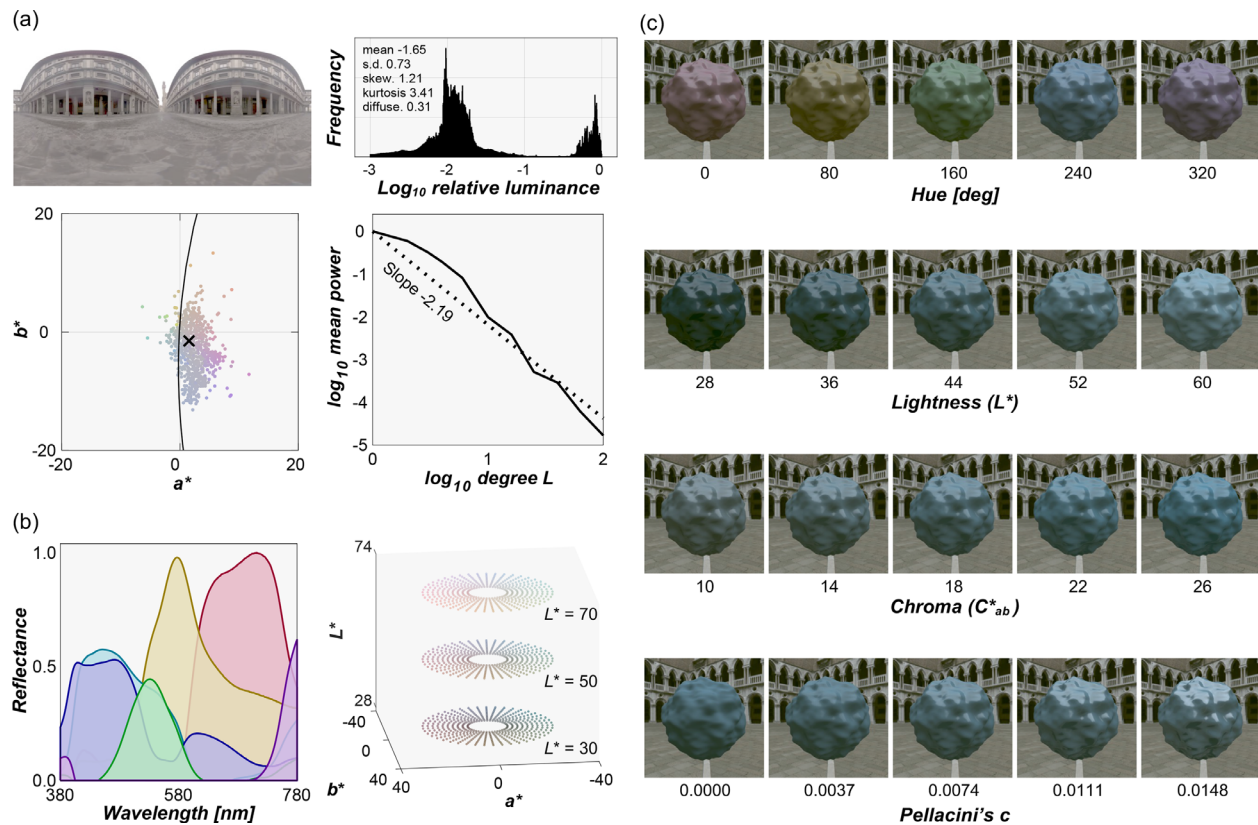 (a)
mean -1.65
s.d. 0.73
skew. 1.21
kurtosis 3.41
diffuse. 0.31
Frequency
-3 -2 -1 0
Log10 relative luminance
20
0
-20
b*
-20 0 20
a*
0
-1
-2
-3
-4
-5
log10 mean power
Slope -2.19
0 1 2
log10 degree L
(b)
1.0
0.5
0.0
Reflectance
380 580 780
Wavelength [nm]
74
L*
28
L* = 70
L* = 50
L* = 30
-40
0
40
b*
40 0 -40
a*
(c)
0 80 160 240 320
Hue [deg]
28 36 44 52 60
Lightness (L*)
10 14 18 22 26
Chroma (C*ab)
0.0000 0.0037 0.0074 0.0111 0.0148
Pellacini's c